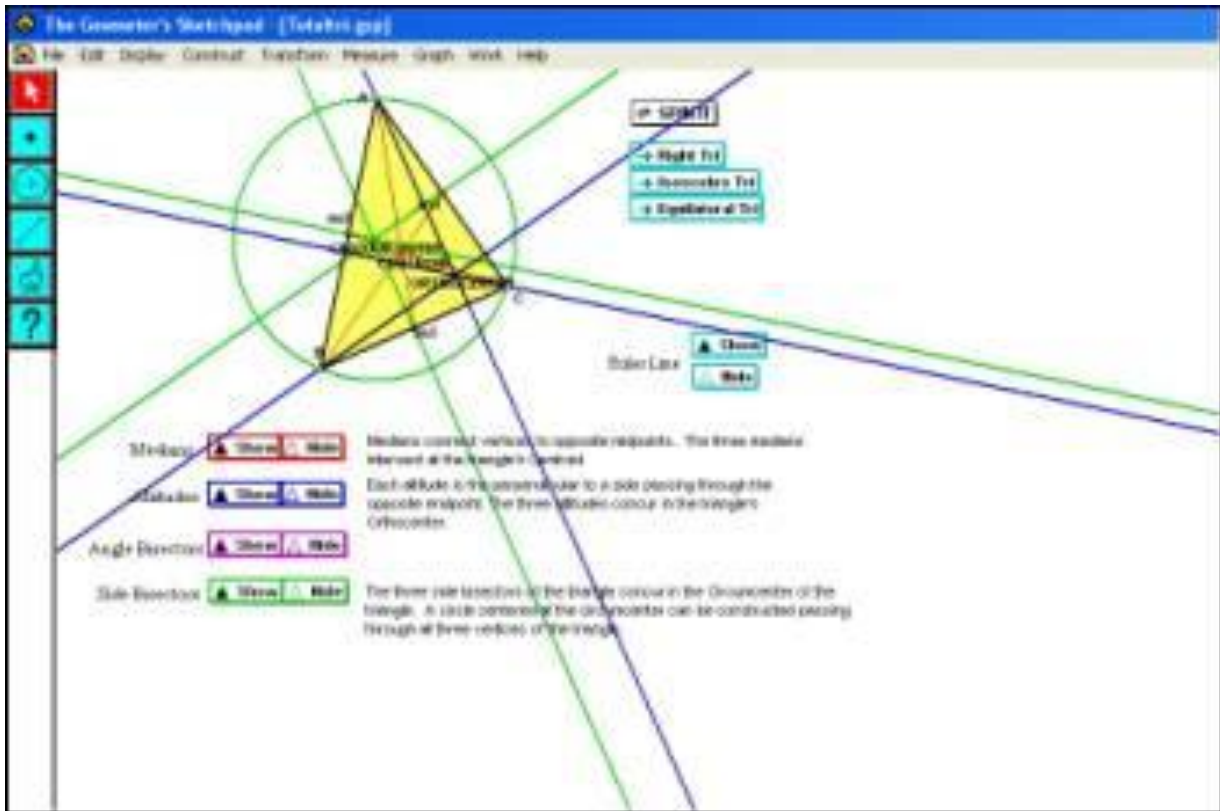 The Geometer's Sketchpad - [Totaltri.gsp]
File Edit Display Construct Transform Measure Graph Work Help
A
Right Tri
Isosceles Tri
Equilateral Tri
C
B
Euler Line
Show
Hide
Medians Show Hide
Medians connect vertices to opposite midpoints. The three medians
intersect at the triangle's Centroid
Altitudes Show Hide
Each altitude is the perpendicular to a side passing through the
opposite endpoint. The three altitudes concur in the triangle's
Orthocenter.
Angle Bisectors Show Hide
Side Bisectors Show Hide
The three side bisectors of the triangle concur in the Circumcenter of the
triangle. A circle centered at the circumcenter can be constructed passing
through all three vertices of the triangle